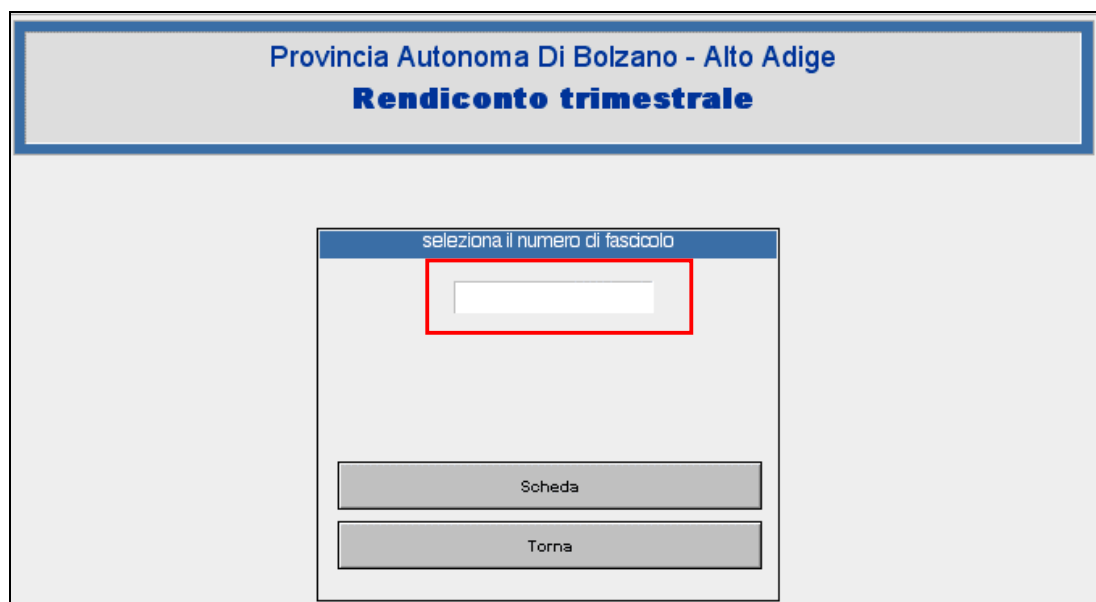 Provincia Autonoma Di Bolzano - Alto Adige
Rendiconto trimestrale
seleziona il numero di fascicolo
Scheda
Torna